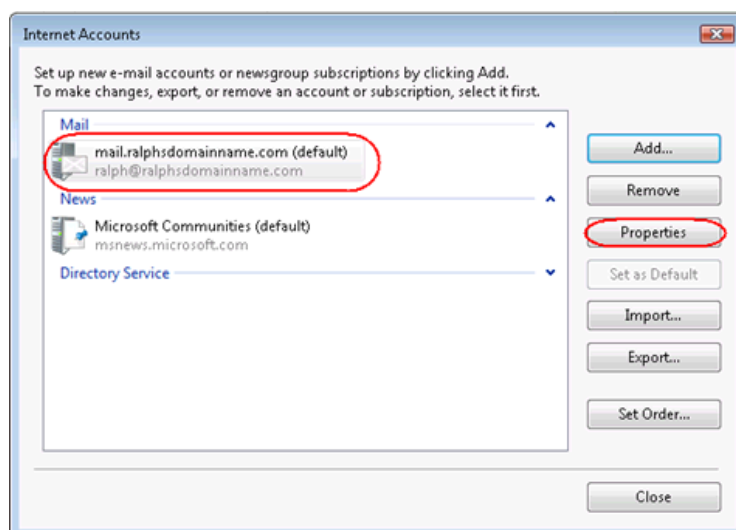 Internet Accounts
Set up new e-mail accounts or newsgroup subscriptions by clicking Add.
To make changes, export, or remove an account or subscription, select it first.
Mail
mail.ralphsdomainname.com (default)
ralph@ralphsdomainname.com
News
Microsoft Communities (default)
msnews.microsoft.com
Directory Service
Add...
Remove
Properties
Set as Default
Import...
Export...
Set Order...
Close